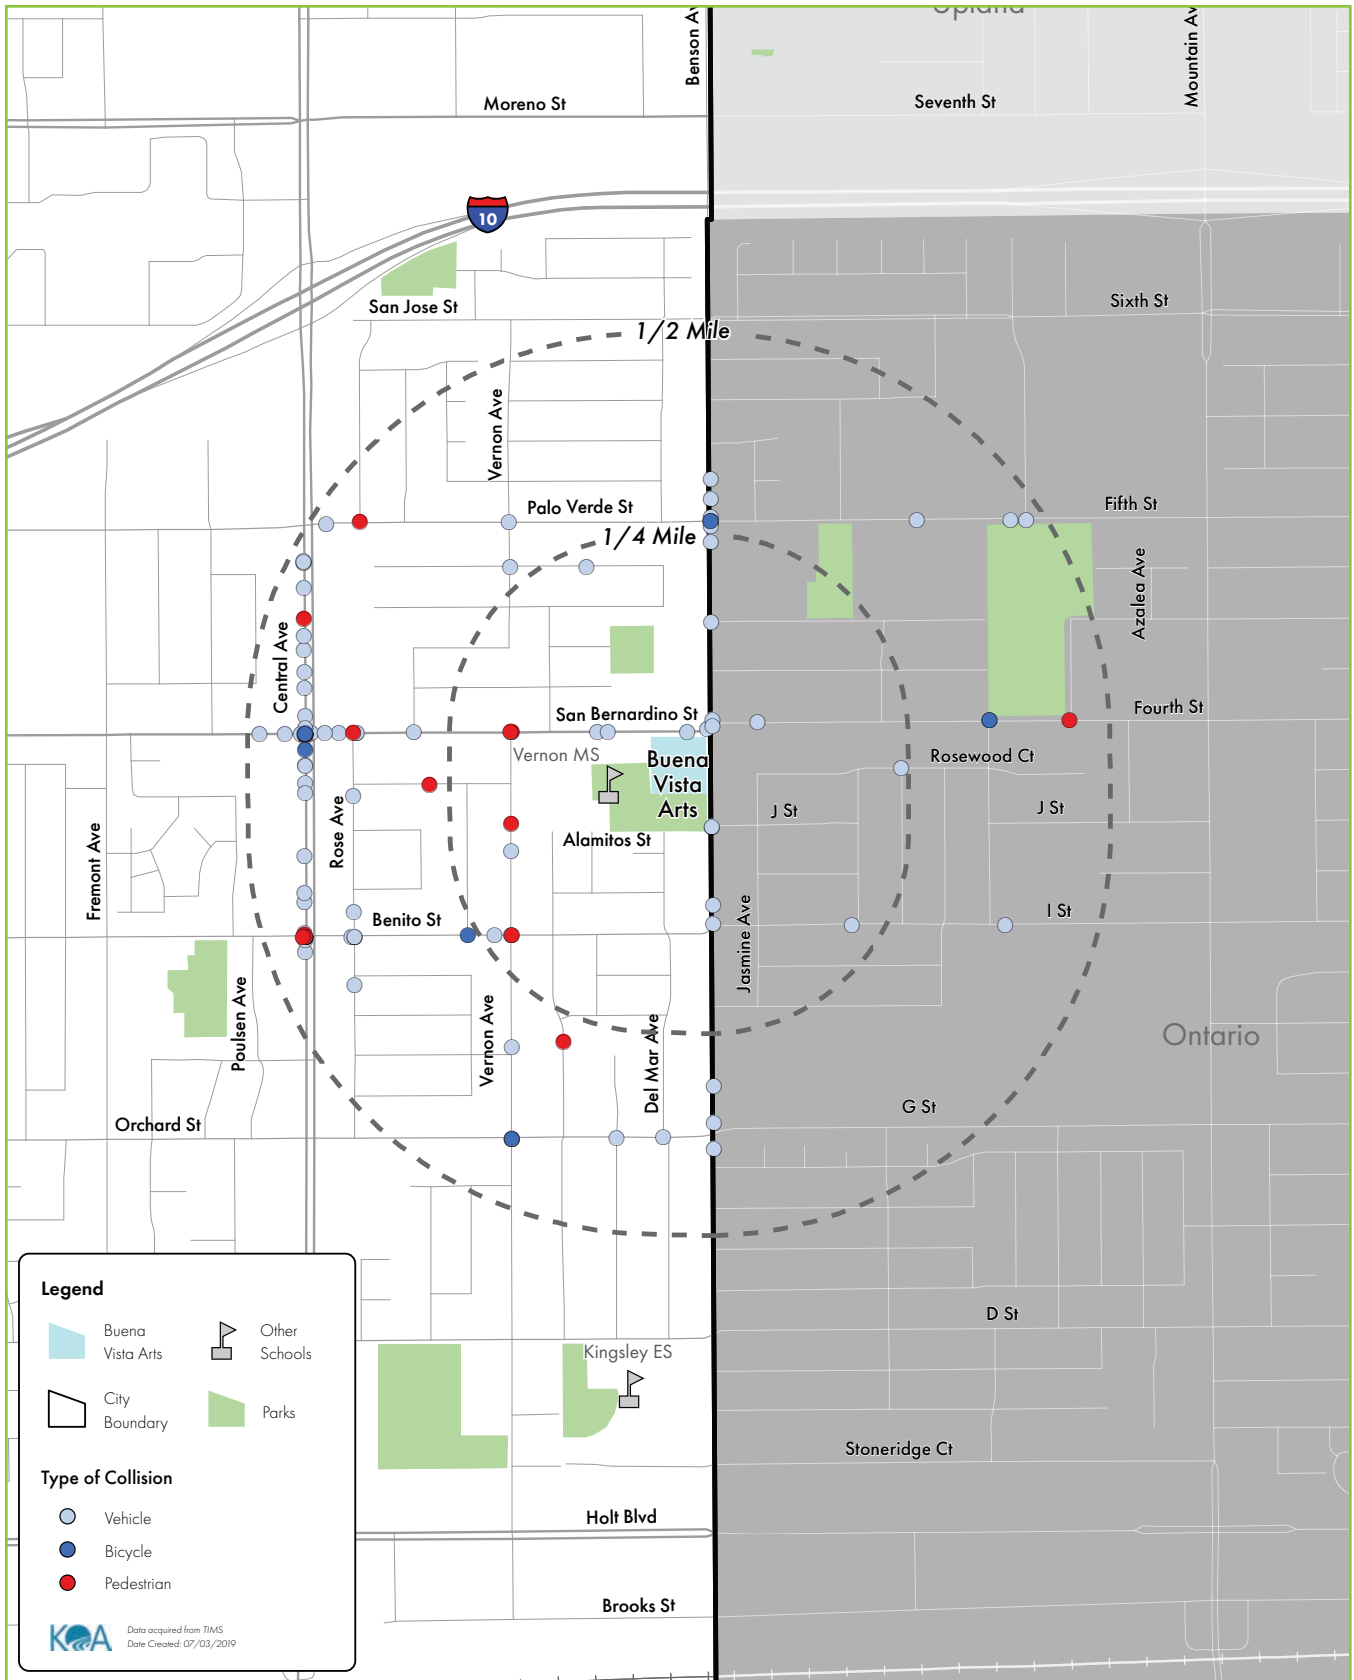 Upland
Benson Av
Mountain Av
Moreno St
Seventh St
10
San Jose St
Sixth St
1/2 Mile
Vernon Ave
Palo Verde St
Fifth St
1/4 Mile
Azalea Ave
Central Ave
San Bernardino St
Fourth St
Vernon MS
Buena
Vista
Arts
Rosewood Ct
J St
J St
Rose Ave
Alamitos St
Fremont Ave
Benito St
I St
Jasmine Ave
Poulsen Ave
Vernon Ave
Del Mar Ave
Ontario
G St
Orchard St
D St
Kingsley ES
Stoneridge Ct
Holt Blvd
Brooks St
Legend
Buena
Vista Arts
Other
Schools
City
Boundary
Parks
Type of Collision
Vehicle
Bicycle
Pedestrian
KOA
Data acquired from TIMS
Date Created: 07/03/2019